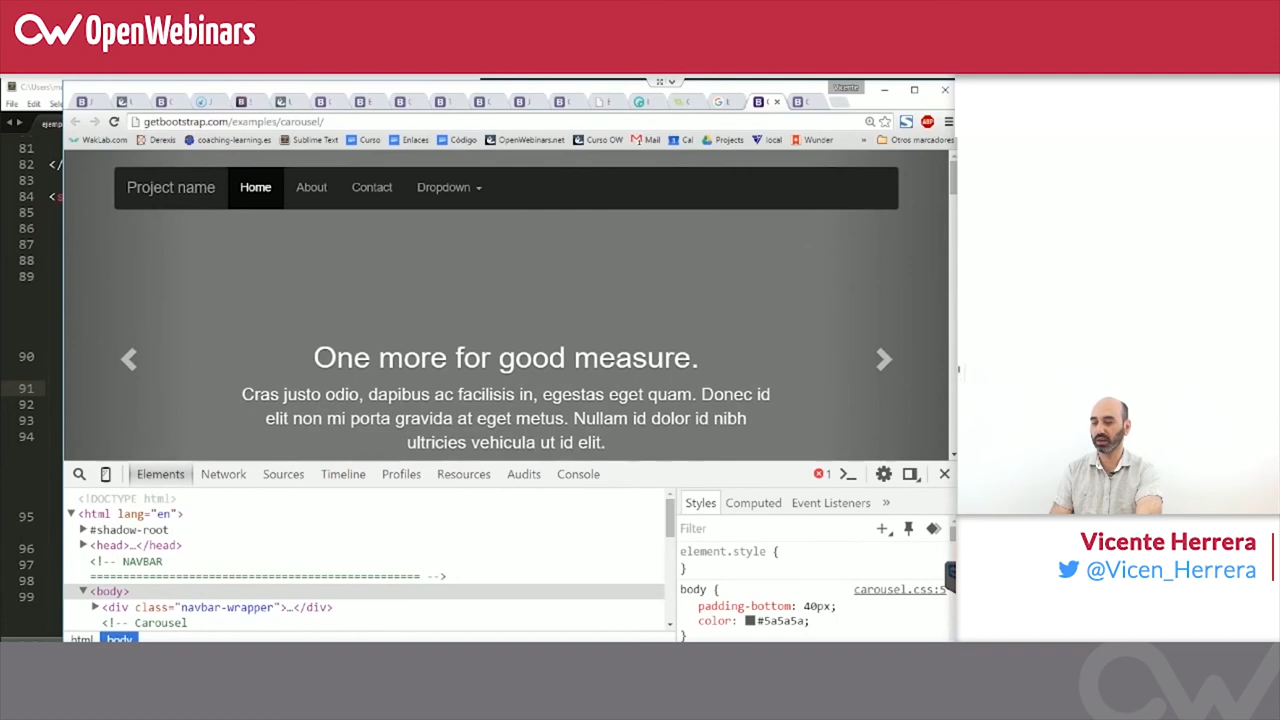 OpenWebinars
C:\Users\m
File Edit Sele
Vicente
getbootstrap.com/examples/carousel/
WakLab.com Derexis coaching-learning.es Sublime Text Curso Enlaces Código OpenWebinars.net Curso OW Mail Cal Projects local Wunder » Otros marcadores
Project name Home About Contact Dropdown
One more for good measure.
Cras justo odio, dapibus ac facilisis in, egestas eget quam. Donec id
elit non mi porta gravida at eget metus. Nullam id dolor id nibh
ultricies vehicula ut id elit.
81
82 </
83
84 <s
85
86
87
88
89
90
91
92
93
94
95
96
97
98
99
Elements Network Sources Timeline Profiles Resources Audits Console 1
<!DOCTYPE html>
<html lang="en">
#shadow-root
<head>…</head>
<!-- NAVBAR
================================================== -->
<body>
<div class="navbar-wrapper">…</div>
<!-- Carousel
html body
Styles Computed Event Listeners »
Filter
element.style {
}
body { carousel.css:5
padding-bottom: 40px;
color: #5a5a5a;
}
Vicente Herrera
@Vicen_Herrera